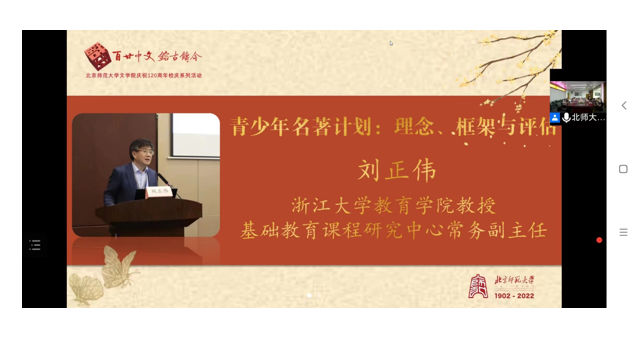 百廿中文 鎔古鑄今
北京师范大学文学院庆祝120周年校庆系列活动
青少年名著计划：理念、框架与评估
刘正伟
浙江大学教育学院教授
基础教育课程研究中心常务副主任
北师大...
北京师范大学
1902 - 2022